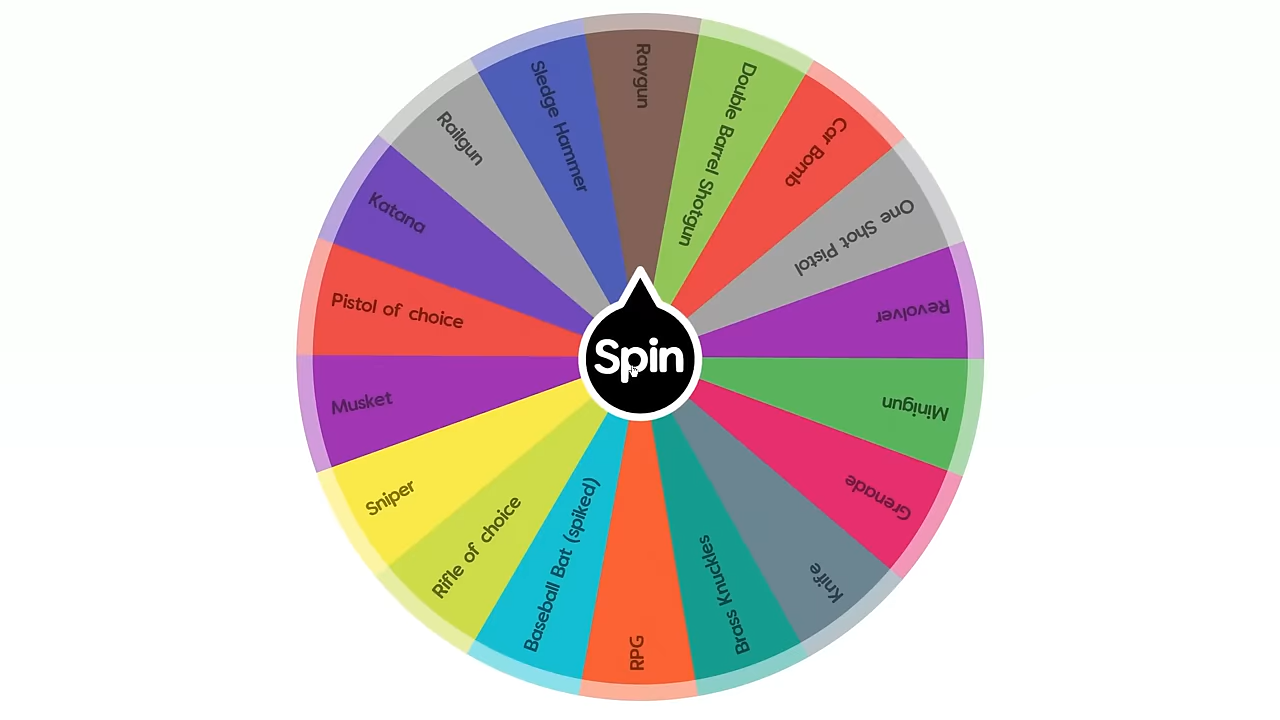 Raygun
Double Barrel Shotgun
Car Bomb
One Shot Pistol
Revolver
Minigun
Grenade
Knife
Brass Knuckles
RPG
Baseball Bat (spiked)
Rifle of choice
Sniper
Musket
Pistol of choice
Katana
Railgun
Sledge Hammer
Spin